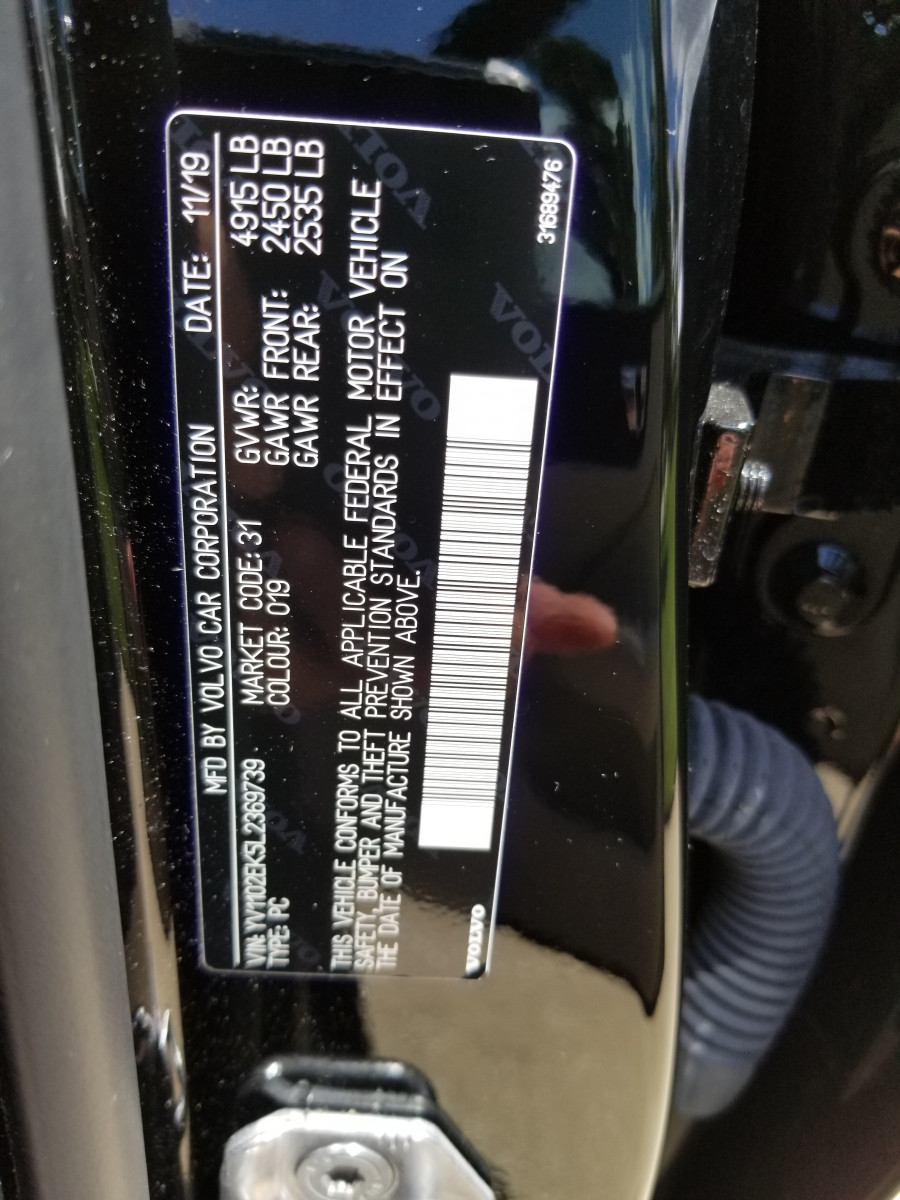 MFD BY VOLVO CAR CORPORATION DATE: 11/19
VIN: YV1102EK5L2369739 MARKET CODE: 31 GVWR: 4915 LB
TYPE: PC COLOUR: 019 GAWR FRONT: 2450 LB
GAWR REAR: 2535 LB
THIS VEHICLE CONFORMS TO ALL APPLICABLE FEDERAL MOTOR VEHICLE
SAFETY, BUMPER AND THEFT PREVENTION STANDARDS IN EFFECT ON
THE DATE OF MANUFACTURE SHOWN ABOVE.
VOLVO 31689476